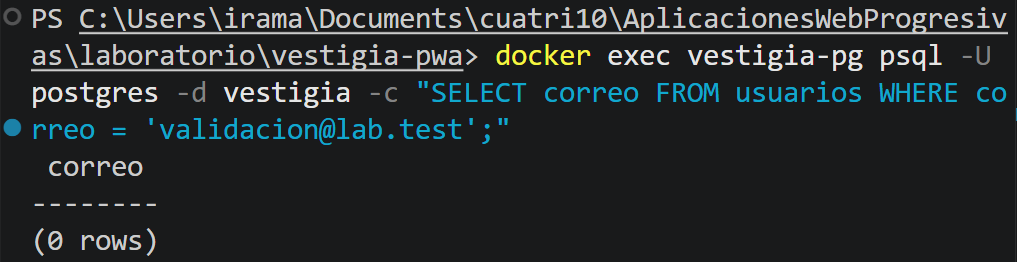 PS C:\Users\irama\Documents\cuatri10\AplicacionesWebProgresiv
as\laboratorio\vestigia-pwa> docker exec vestigia-pg psql -U
postgres -d vestigia -c "SELECT correo FROM usuarios WHERE co
rreo = 'validacion@lab.test';"
 correo
--------
(0 rows)